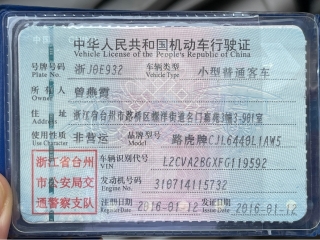 中华人民共和国机动车行驶证
Vehicle License of the People's Republic of China
号牌号码 浙J0E932 车辆类型 小型普通客车
Plate No. Vehicle Type
所有人 曾燕霞
Owner
住址 浙江省台州市路桥区螺洋街道
Address
使用性质 非营运 品牌型号 路虎牌CJL6440L1AW5
Use Character Model
浙江省台州 车辆识别代号 L2CVA2BGXFG119592
VIN
市公安局交 发动机号码 310714115732
Engine No.
通警察支队 注册日期 2016-01-12 发证日期 2016-01-12
Register Date Issue Date